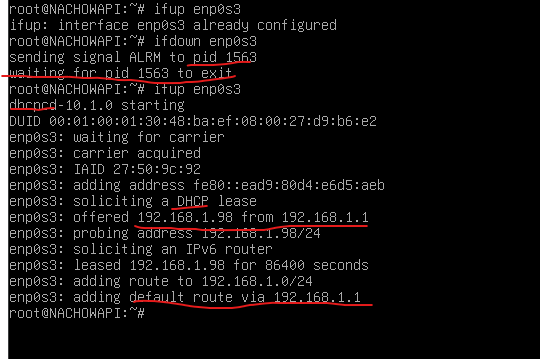 root@NACHOWAPI:~# ifup enp0s3
ifup: interface enp0s3 already configured
root@NACHOWAPI:~# ifdown enp0s3
sending signal ALRM to pid 1563
waiting for pid 1563 to exit
root@NACHOWAPI:~# ifup enp0s3
dhcpcd-10.1.0 starting
DUID 00:01:00:01:30:48:ba:ef:08:00:27:d9:b6:e2
enp0s3: waiting for carrier
enp0s3: carrier acquired
enp0s3: IAID 27:50:9c:92
enp0s3: adding address fe80::ead9:80d4:e6d5:aeb
enp0s3: soliciting a DHCP lease
enp0s3: offered 192.168.1.98 from 192.168.1.1
enp0s3: probing address 192.168.1.98/24
enp0s3: soliciting an IPv6 router
enp0s3: leased 192.168.1.98 for 86400 seconds
enp0s3: adding route to 192.168.1.0/24
enp0s3: adding default route via 192.168.1.1
root@NACHOWAPI:~#